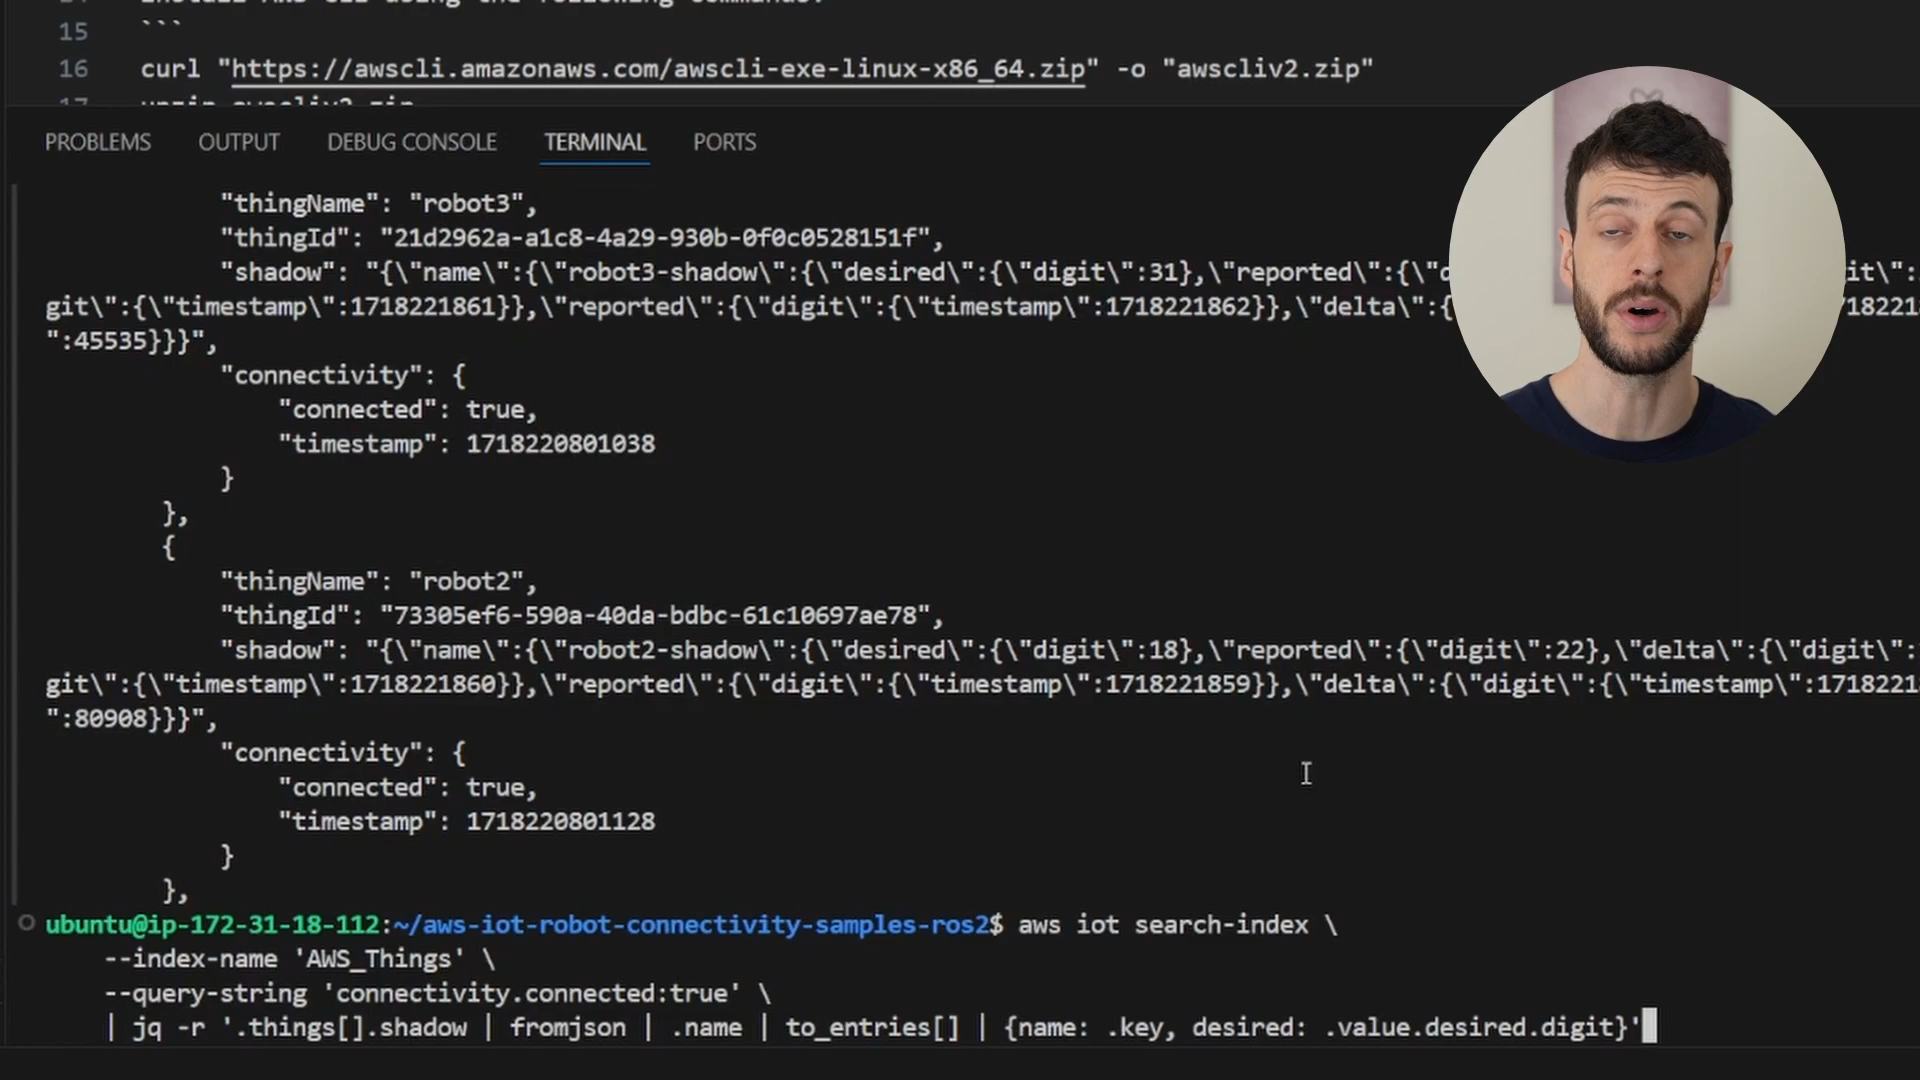 15 ```
16 curl "https://awscli.amazonaws.com/awscli-exe-linux-x86_64.zip" -o "awscliv2.zip"
17 unzip awscliv2.zip
PROBLEMS OUTPUT DEBUG CONSOLE TERMINAL PORTS
"thingName": "robot3",
"thingId": "21d2962a-a1c8-4a29-930b-0f0c0528151f",
"shadow": "{\"name\":{\"robot3-shadow\":{\"desired\":{\"digit\":31},\"reported\":{\"d
git\":{\"timestamp\":1718221861}},\"reported\":{\"digit\":{\"timestamp\":1718221862}},\"delta\":{
":45535}}}",
"connectivity": {
"connected": true,
"timestamp": 1718220801038
}
},
{
"thingName": "robot2",
"thingId": "73305ef6-590a-40da-bdbc-61c10697ae78",
"shadow": "{\"name\":{\"robot2-shadow\":{\"desired\":{\"digit\":18},\"reported\":{\"digit\":22},\"delta\":{\"digit\":
git\":{\"timestamp\":1718221860}},\"reported\":{\"digit\":{\"timestamp\":1718221859}},\"delta\":{\"digit\":{\"timestamp\":1718221
":80908}}}",
"connectivity": {
"connected": true,
"timestamp": 1718220801128
}
},
ubuntu@ip-172-31-18-112:~/aws-iot-robot-connectivity-samples-ros2$ aws iot search-index \
--index-name 'AWS_Things' \
--query-string 'connectivity.connected:true' \
| jq -r '.things[].shadow | fromjson | .name | to_entries[] | {name: .key, desired: .value.desired.digit}'